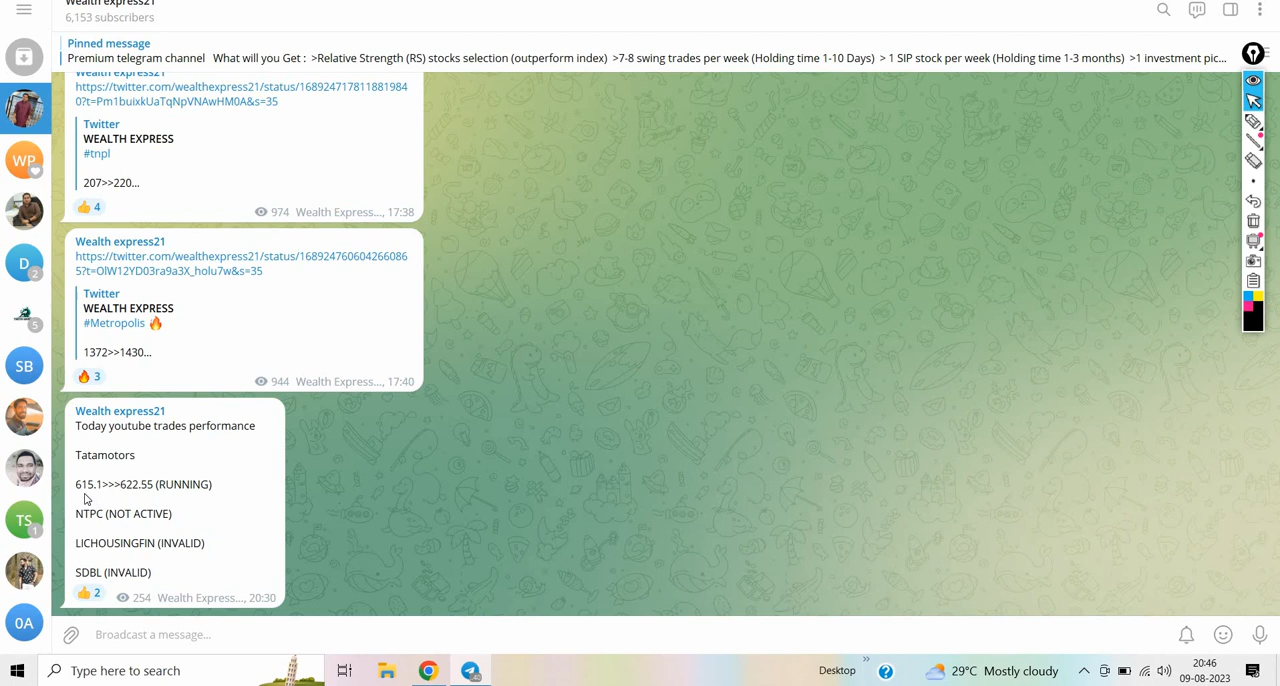 Wealth express21
6,153 subscribers
Pinned message
Premium telegram channel What will you Get : >Relative Strength (RS) stocks selection (outperform index) >7-8 swing trades per week (Holding time 1-10 Days) > 1 SIP stock per week (Holding time 1-3 months) >1 investment pic...
WP
D
2
5
SB
TS
1
0A
Wealth express21
https://twitter.com/wealthexpress21/status/168924717811881984
0?t=Pm1buixkUaTqNpVNAwHM0A&s=35
Twitter
WEALTH EXPRESS
#tnpl
207>>220...
4
974 Wealth Express..., 17:38
Wealth express21
https://twitter.com/wealthexpress21/status/168924760604266086
5?t=OlW12YD03ra9a3X_holu7w&s=35
Twitter
WEALTH EXPRESS
#Metropolis 🔥
1372>>1430...
3
944 Wealth Express..., 17:40
Wealth express21
Today youtube trades performance
Tatamotors
615.1>>>622.55 (RUNNING)
NTPC (NOT ACTIVE)
LICHOUSINGFIN (INVALID)
SDBL (INVALID)
2
254 Wealth Express..., 20:30
Broadcast a message...
Type here to search
Desktop
29°C Mostly cloudy
20:46
09-08-2023